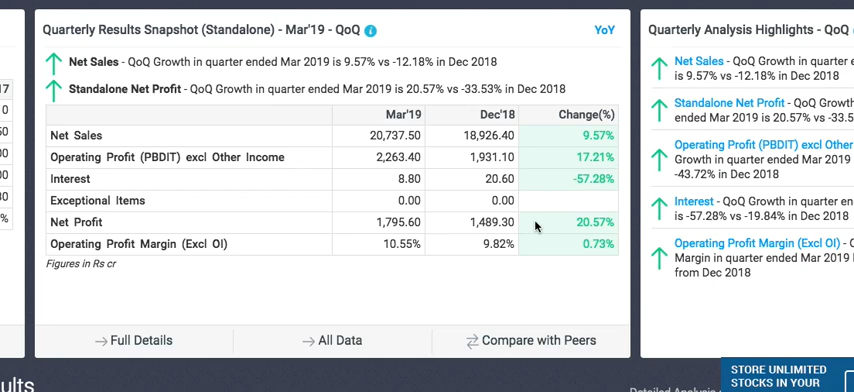 Quarterly Results Snapshot (Standalone) - Mar'19 - QoQ i YoY
Net Sales - QoQ Growth in quarter ended Mar 2019 is 9.57% vs -12.18% in Dec 2018
Standalone Net Profit - QoQ Growth in quarter ended Mar 2019 is 20.57% vs -33.53% in Dec 2018
Mar'19 Dec'18 Change(%)
Net Sales 20,737.50 18,926.40 9.57%
Operating Profit (PBDIT) excl Other Income 2,263.40 1,931.10 17.21%
Interest 8.80 20.60 -57.28%
Exceptional Items 0.00 0.00
Net Profit 1,795.60 1,489.30 20.57%
Operating Profit Margin (Excl OI) 10.55% 9.82% 0.73%
Figures in Rs cr
Full Details All Data Compare with Peers
Quarterly Analysis Highlights - QoQ
Net Sales - QoQ Growth in quarter
is 9.57% vs -12.18% in Dec 2018
Standalone Net Profit - QoQ Growth
ended Mar 2019 is 20.57% vs -33.5
Operating Profit (PBDIT) excl Other
Growth in quarter ended Mar 2019
-43.72% in Dec 2018
Interest - QoQ Growth in quarter en
is -57.28% vs -19.84% in Dec 2018
Operating Profit Margin (Excl OI) -
Margin in quarter ended Mar 2019
from Dec 2018
17
0
50
00
00
80
%
ults
STORE UNLIMITED
STOCKS IN YOUR